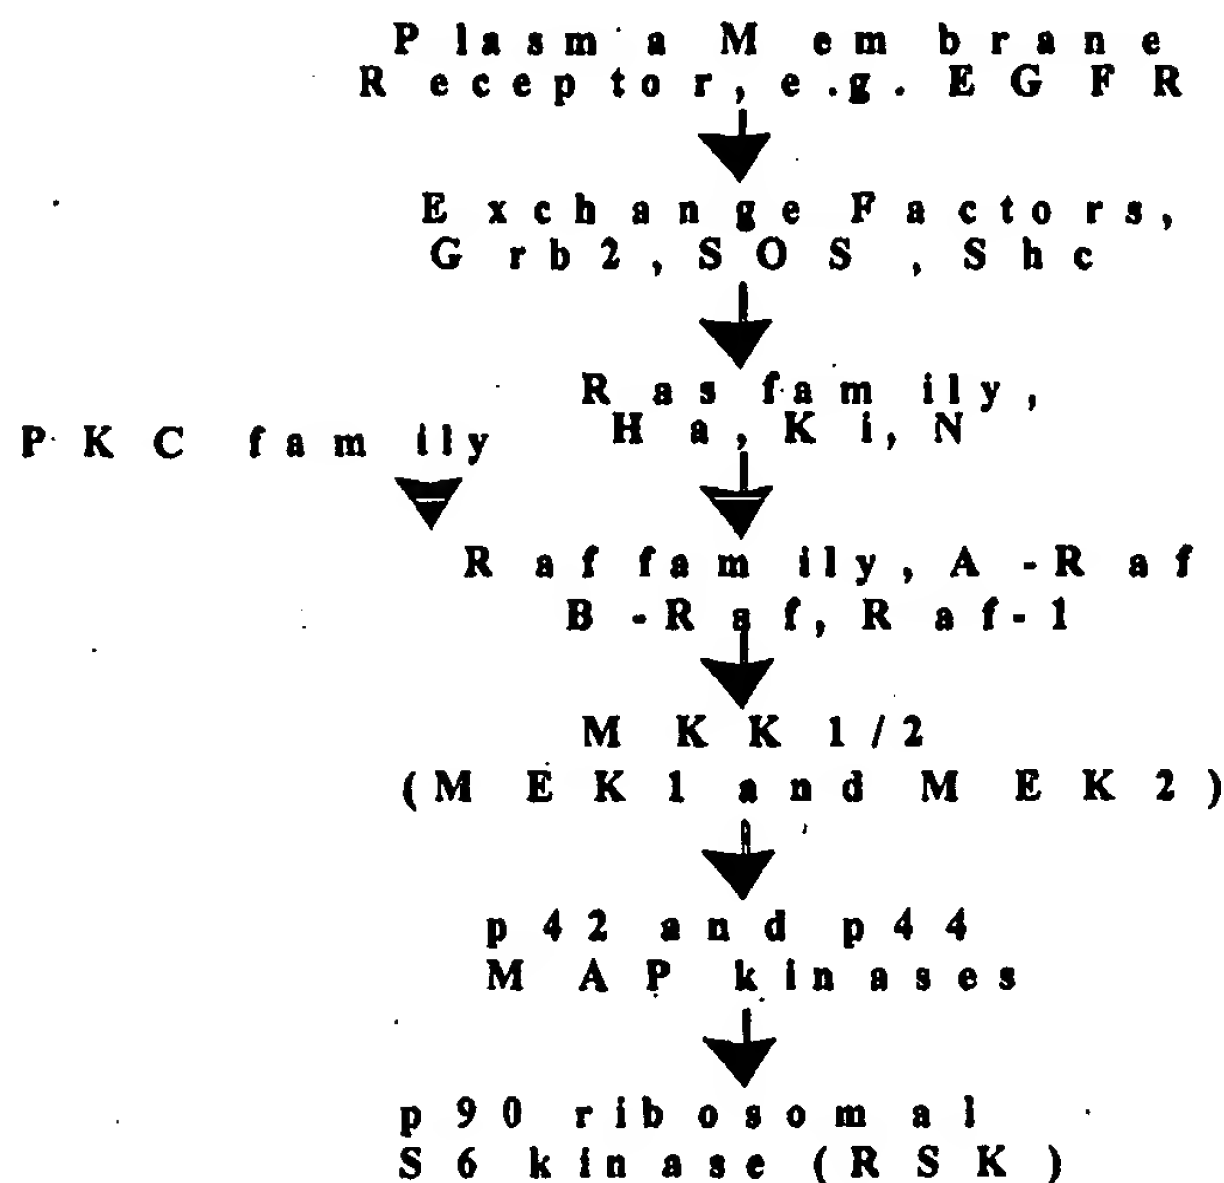 Plasma Membrane
Receptor, e.g. EGFR
Exchange Factors,
Grb2, SOS, Shc
Ras family,
Ha, Ki, N
PKC family
Raf family, A-Raf
B-Raf, Raf-1
MKK1/2
(MEK1 and MEK2)
p42 and p44
MAP kinases
p90 ribosomal
S6 kinase (RSK)